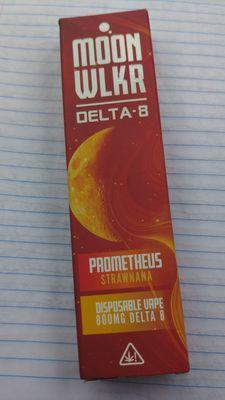 MOON
WLKR
DELTA-8
PROMETHEUS
STRAWNANA
DISPOSABLE VAPE
800MG DELTA 8